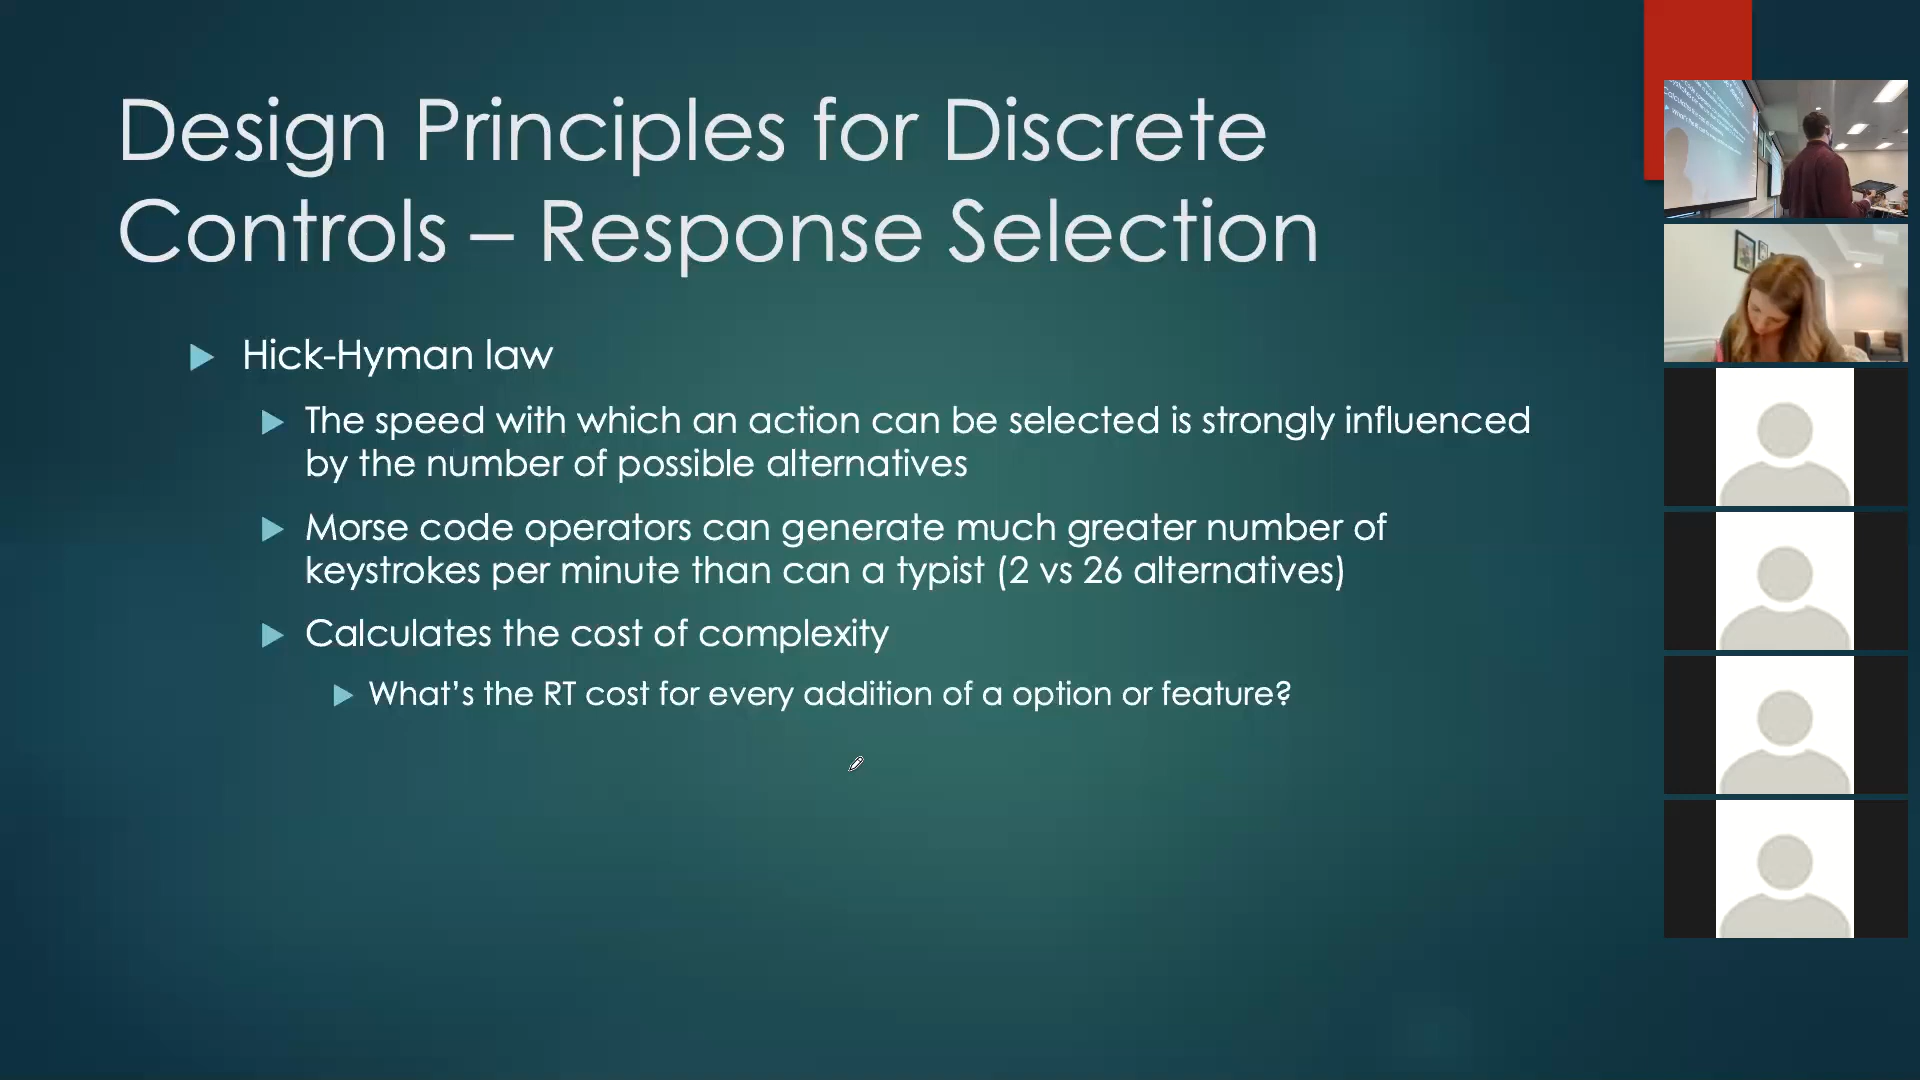 Design Principles for Discrete
Controls – Response Selection
Hick-Hyman law
The speed with which an action can be selected is strongly influenced
by the number of possible alternatives
Morse code operators can generate much greater number of
keystrokes per minute than can a typist (2 vs 26 alternatives)
Calculates the cost of complexity
What’s the RT cost for every addition of a option or feature?